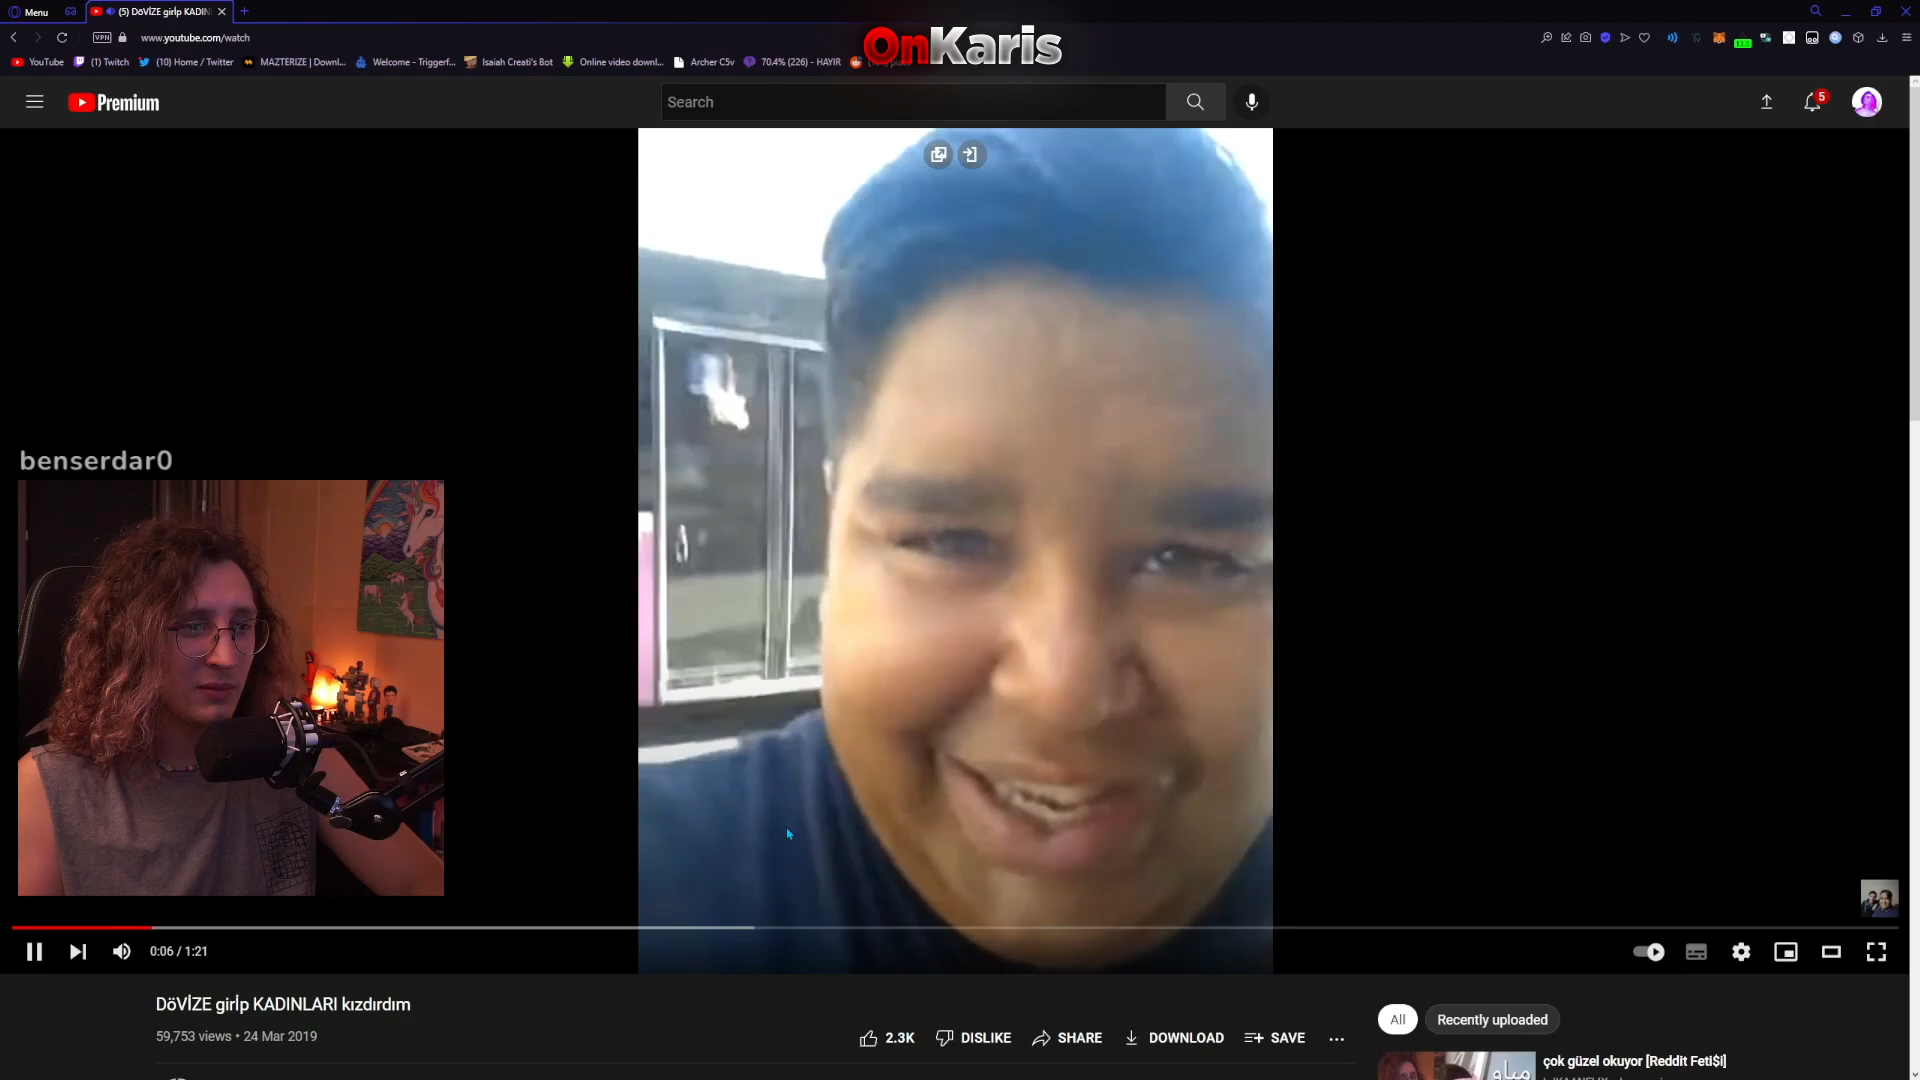 Menu
(5) DöVİZE girİp KADIN
www.youtube.com/watch
VPN
OnKaris
YouTube
(1) Twitch
(10) Home / Twitter
MAZTERIZE | Downl...
Welcome - Triggerf...
Isaiah Creati's Bot
Online video downl...
Archer C5v
70.4% (226) - HAYIR
Premium
Search
5
benserdar0
0:06 / 1:21
DöVİZE girİp KADINLARI kızdırdım
59,753 views • 24 Mar 2019
2.3K
DISLIKE
SHARE
DOWNLOAD
SAVE
All
Recently uploaded
çok güzel okuyor [Reddit Feti$i]